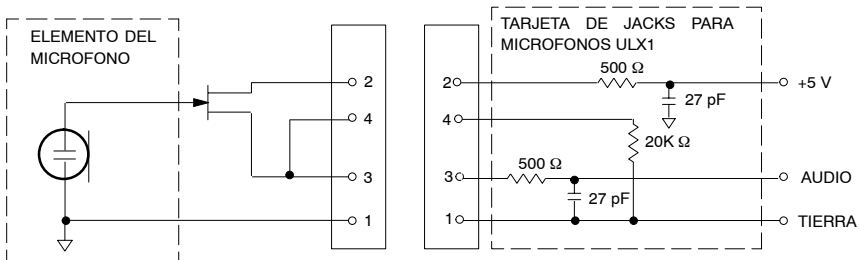 ELEMENTO DEL
MICROFONO
2
4
3
1
TARJETA DE JACKS PARA
MICROFONOS ULX1
2
4
3
1
500 Ω
27 pF
20K Ω
500 Ω
27 pF
+5 V
AUDIO
TIERRA